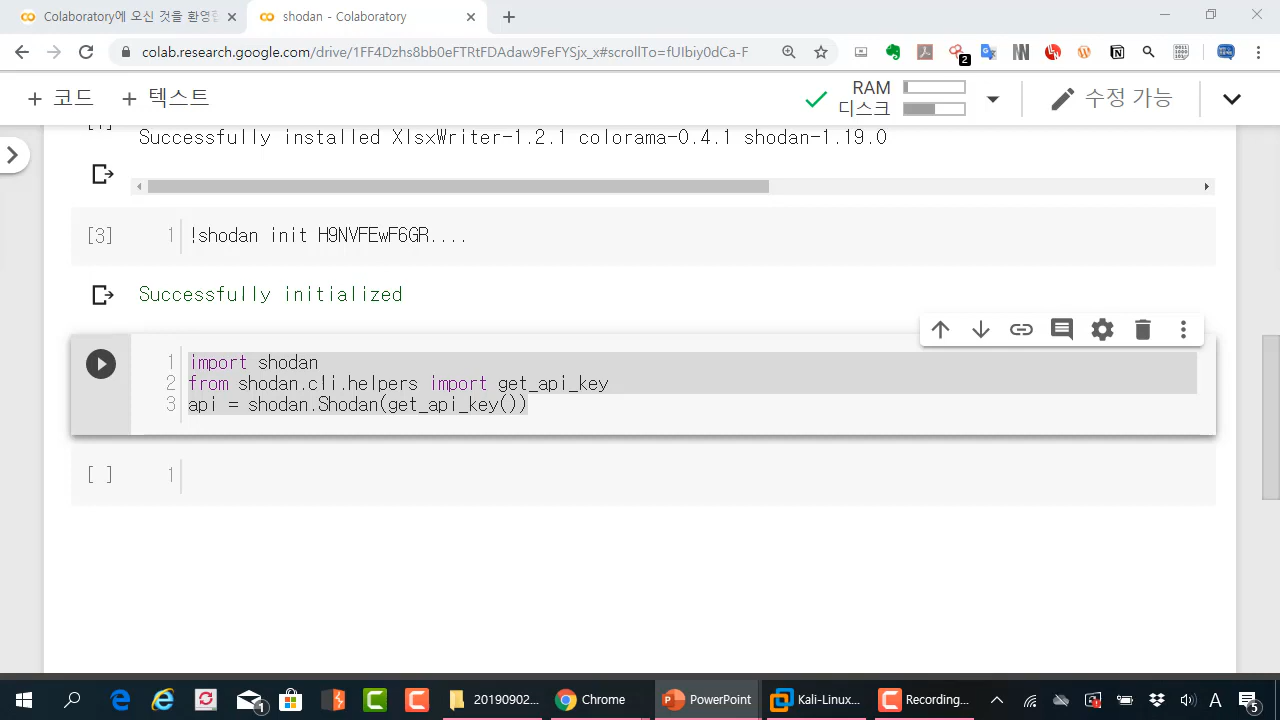 Colaboratory에 오신 것을 환영합
shodan - Colaboratory
colab.research.google.com/drive/1FF4Dzhs8bb0eFTRtFDAdaw9FeFYSjx_x#scrollTo=fUIbiy0dCa-F
2
+ 코드
+ 텍스트
RAM
디스크
수정 가능
Successfully installed XlsxWriter-1.2.1 colorama-0.4.1 shodan-1.19.0
[3]
1 !shodan init H9NVFEwF6GR....
Successfully initialized
1 import shodan
2 from shodan.cli.helpers import get_api_key
3 api = shodan.Shodan(get_api_key())
[ ]
1
1
20190902...
Chrome
PowerPoint
Kali-Linux...
Recording...
A
5